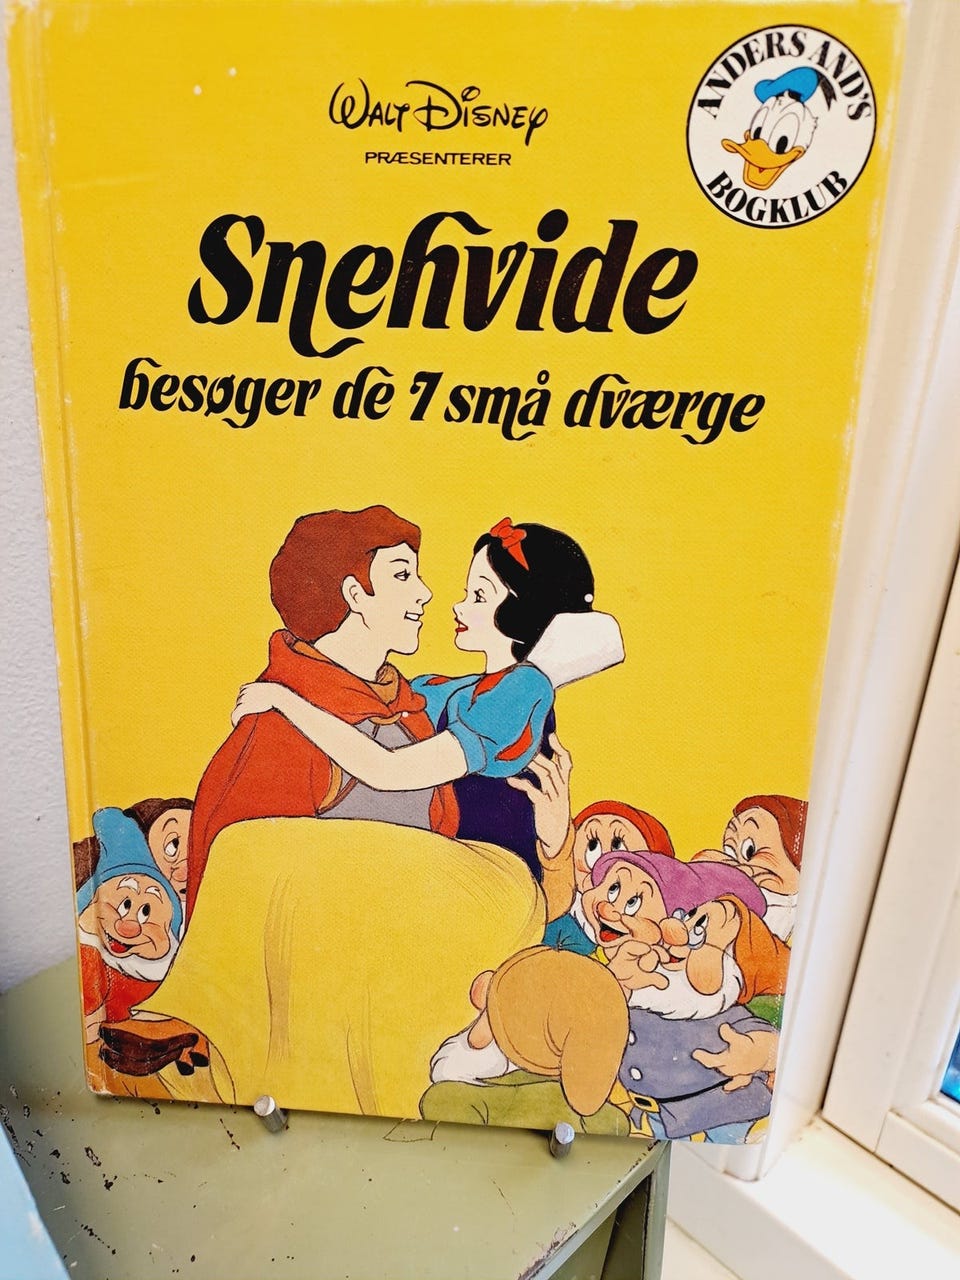 WALT DISNEY
PRÆSENTERER
ANDERS AND'S
BOGKLUB
Snehvide
besøger de 7 små dværge